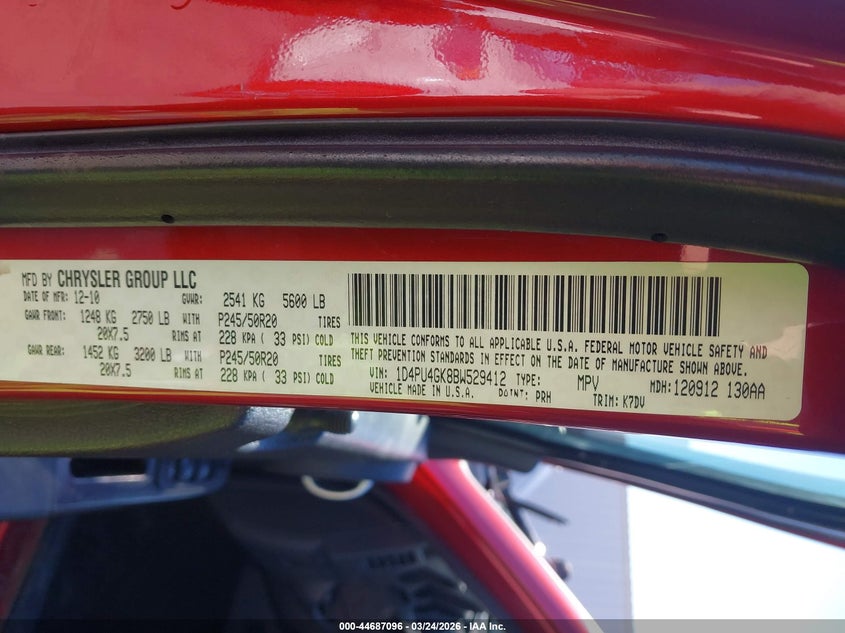 MFD BY CHRYSLER GROUP LLC
DATE OF MFR: 12-10 GVWR: 2541 KG 5600 LB
GAWR FRONT: 1248 KG 2750 LB WITH P245/50R20 TIRES
20X7.5 RIMS AT 228 KPA ( 33 PSI) COLD
GAWR REAR: 1452 KG 3200 LB WITH P245/50R20 TIRES
20X7.5 RIMS AT 228 KPA ( 33 PSI) COLD
THIS VEHICLE CONFORMS TO ALL APPLICABLE U.S.A. FEDERAL MOTOR VEHICLE SAFETY AND
THEFT PREVENTION STANDARDS IN EFFECT ON THE DATE OF MANUFACTURE SHOWN ABOVE.
VIN: 1D4PU4GK8BW529412 TYPE: MPV MDH: 120912 130AA
VEHICLE MADE IN U.S.A. PNT: PRH TRIM: K7DV
000-44687096 - 03/24/2026 - IAA Inc.